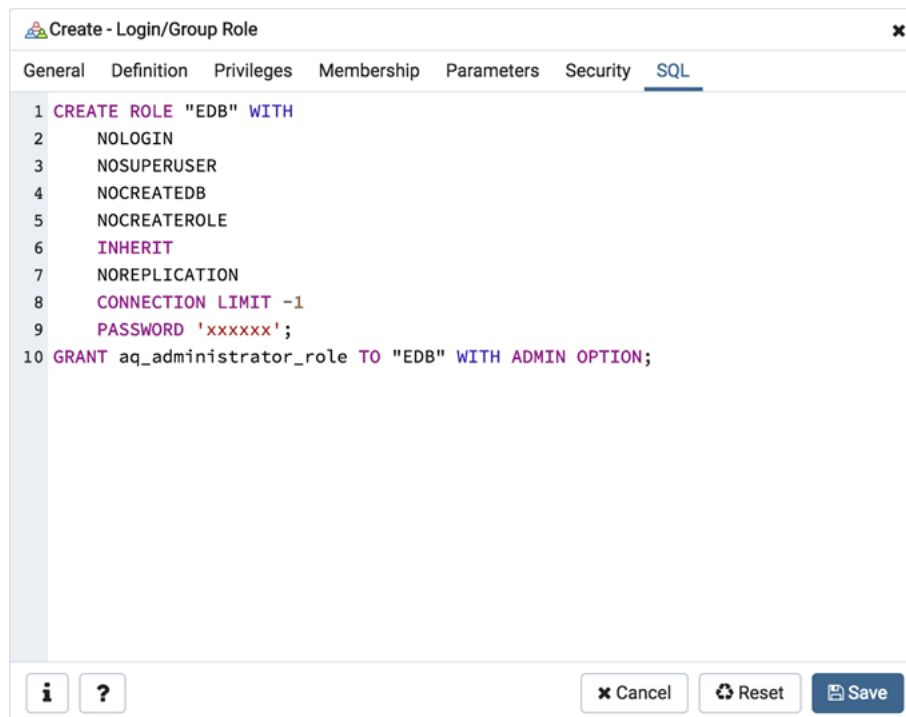 Create - Login/Group Role
General Definition Privileges Membership Parameters Security SQL
1 CREATE ROLE "EDB" WITH
2 NOLOGIN
3 NOSUPERUSER
4 NOCREATEDB
5 NOCREATEROLE
6 INHERIT
7 NOREPLICATION
8 CONNECTION LIMIT -1
9 PASSWORD 'xxxxxx';
10 GRANT aq_administrator_role TO "EDB" WITH ADMIN OPTION;
i ? Cancel Reset Save